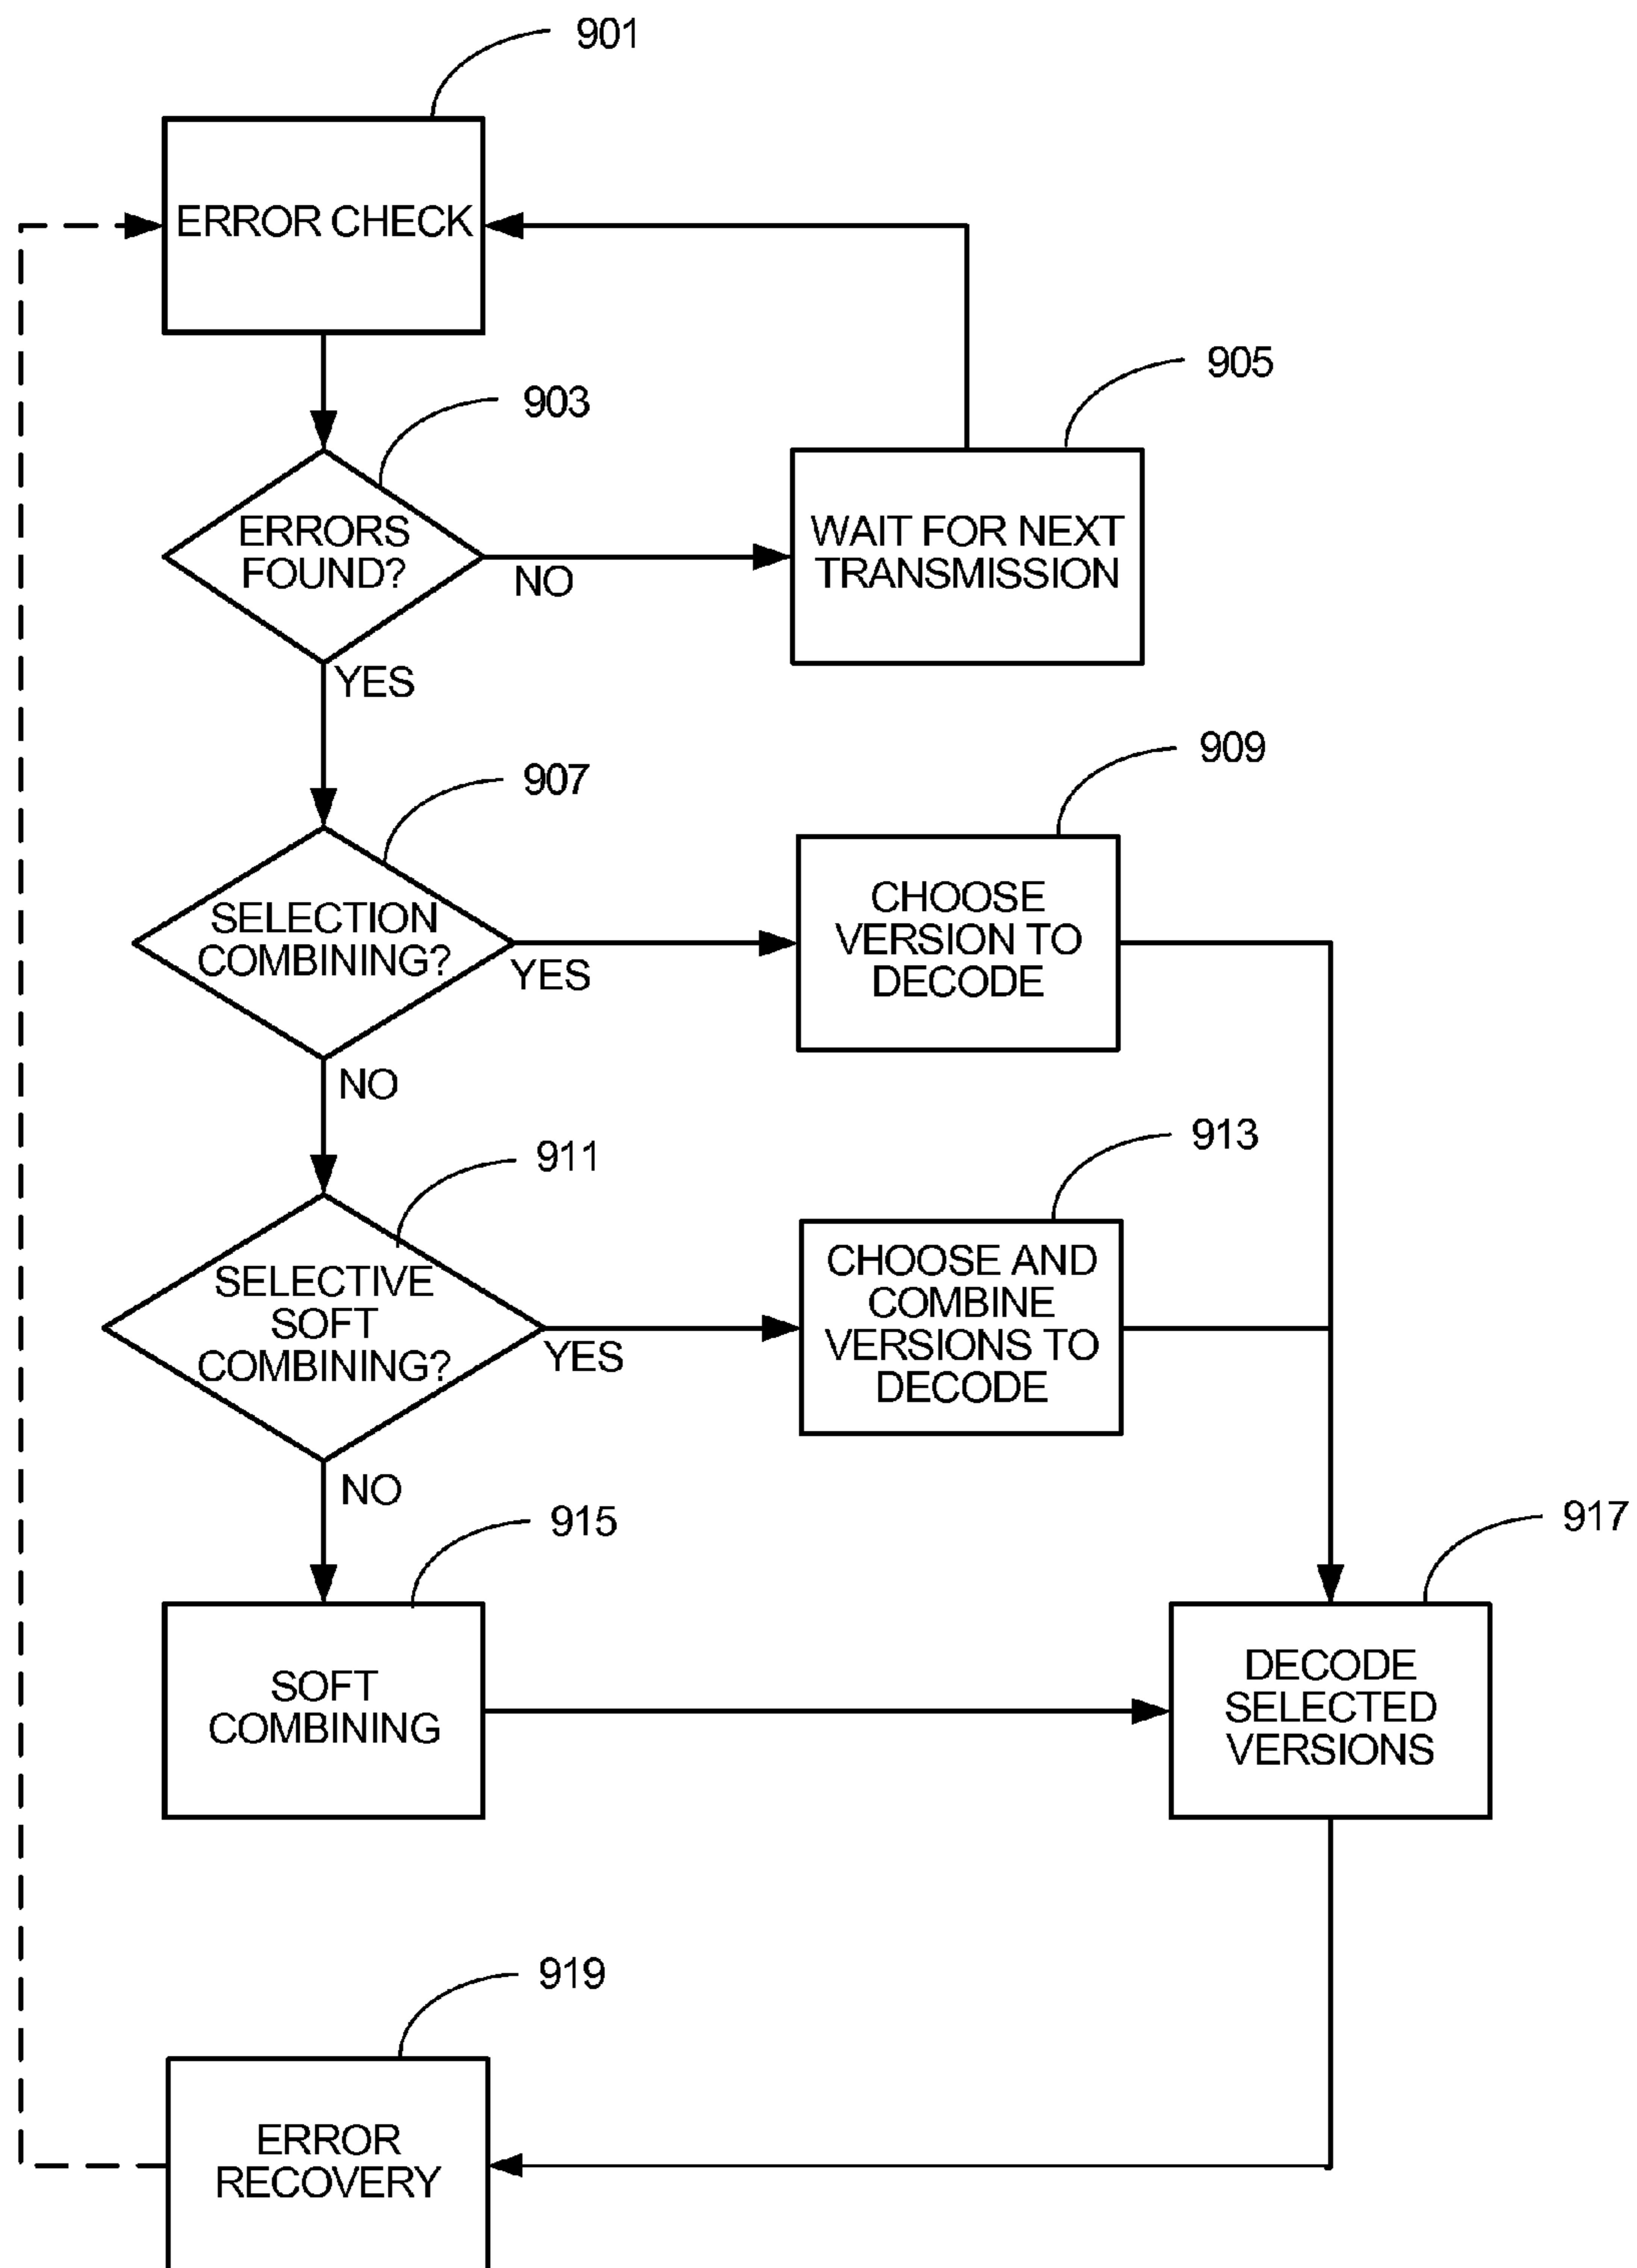 901
ERROR CHECK
903
905
ERRORS
FOUND?
NO
WAIT FOR NEXT
TRANSMISSION
YES
907
909
SELECTION
COMBINING?
YES
CHOOSE
VERSION TO
DECODE
NO
911
913
SELECTIVE
SOFT
COMBINING?
YES
CHOOSE AND
COMBINE
VERSIONS TO
DECODE
NO
915
917
SOFT
COMBINING
DECODE
SELECTED
VERSIONS
919
ERROR
RECOVERY